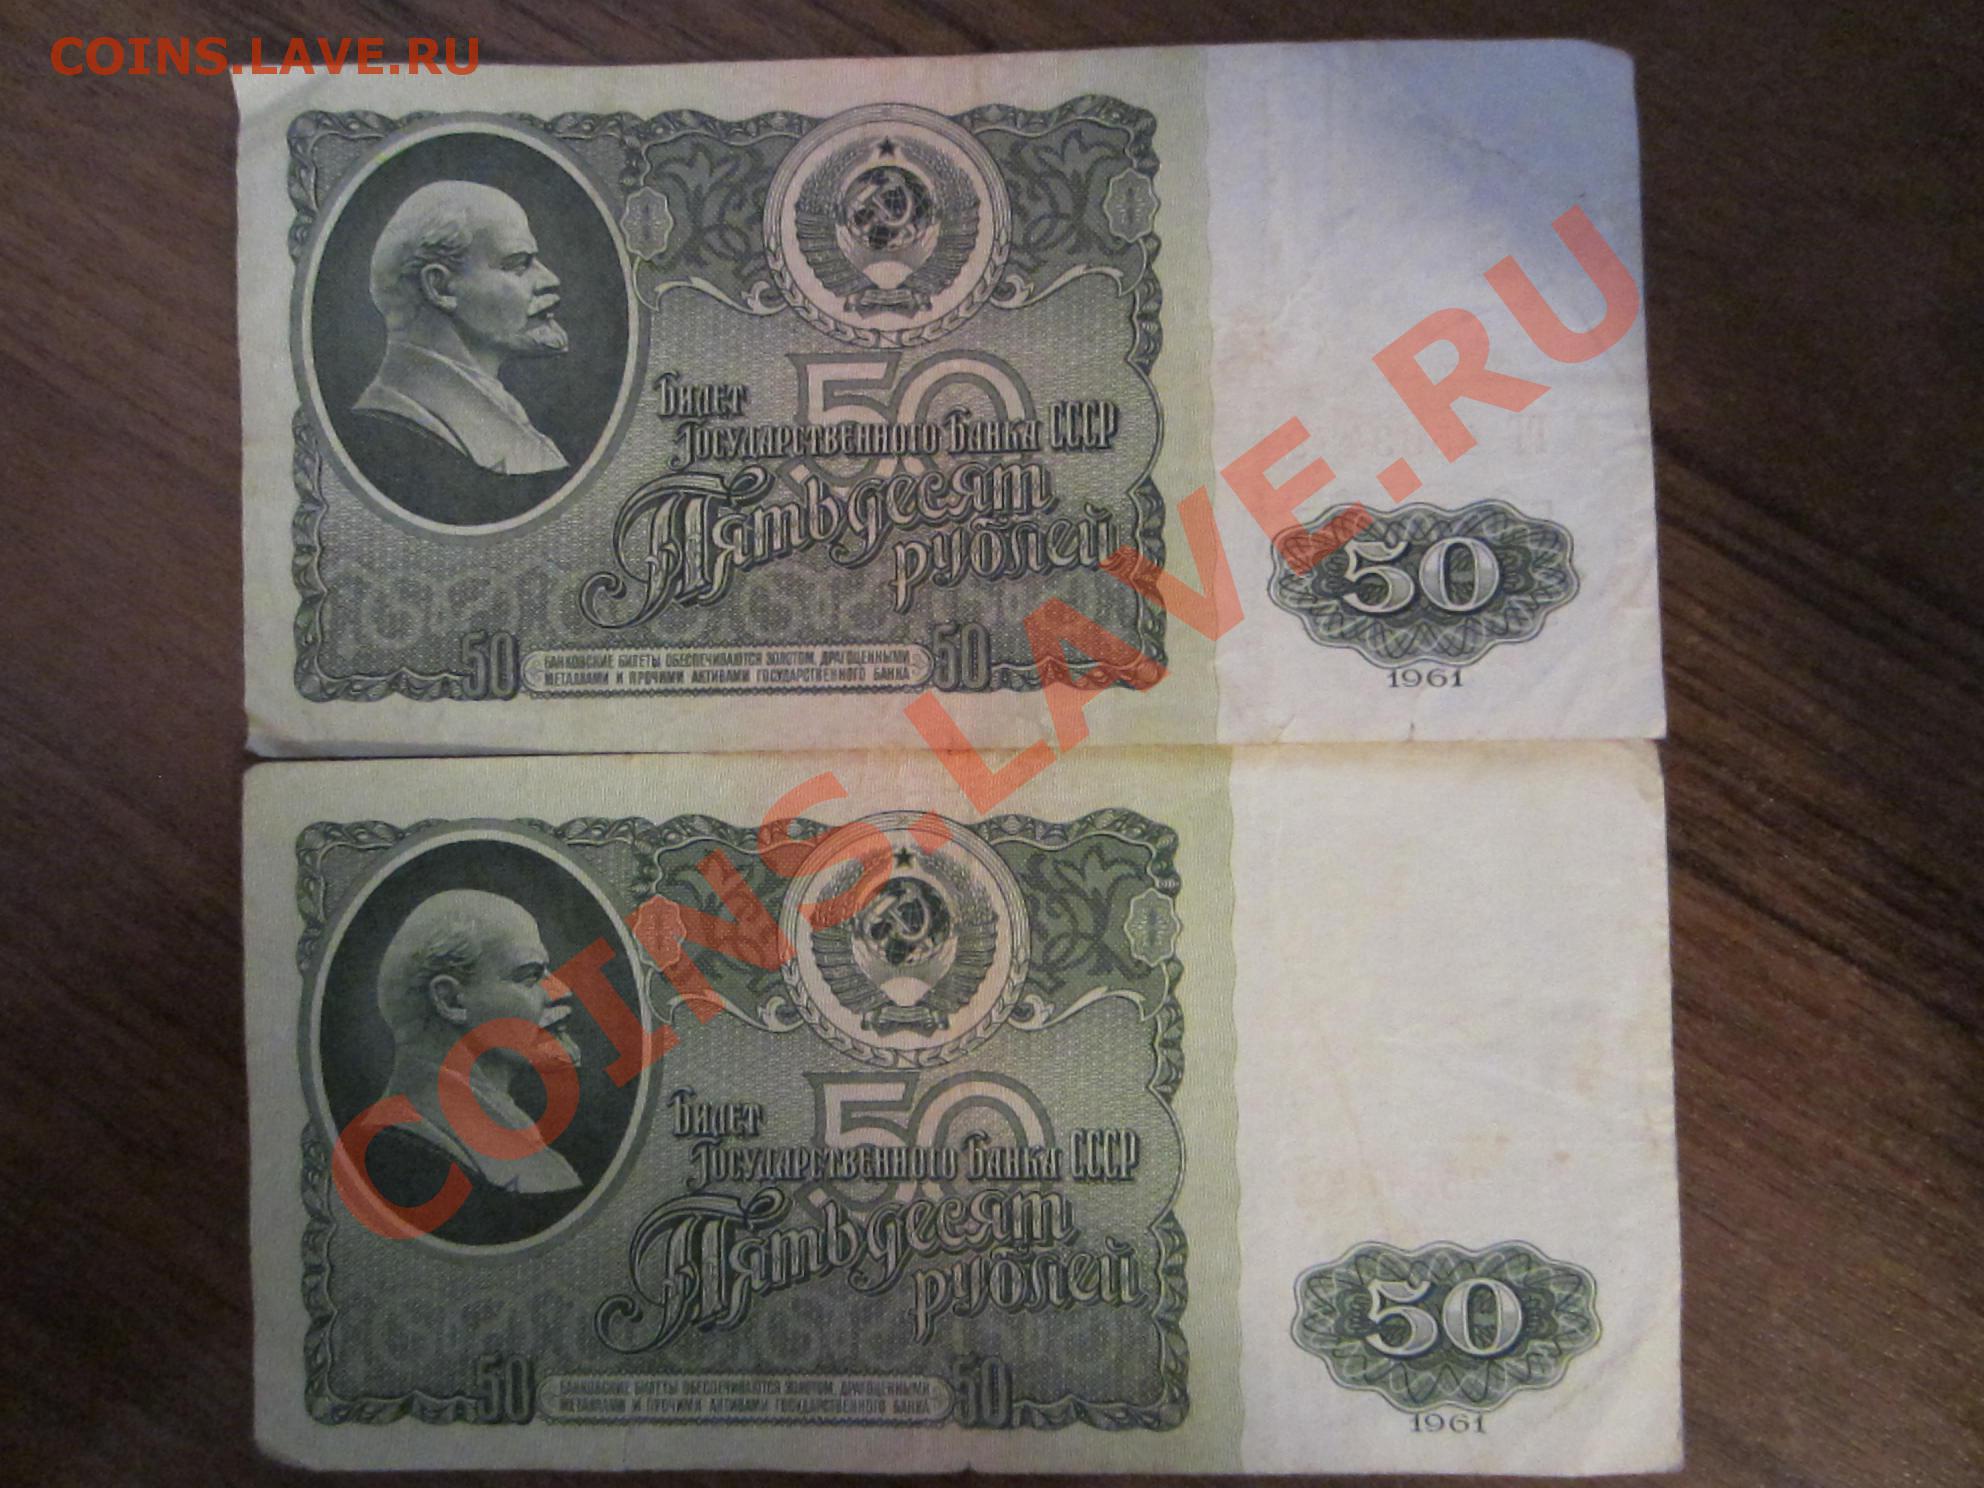 COINS.LAVE.RU
50
Билет
Государственного Банка СССР
Пятьдесят
рублей
50
50 БАНКОВСКИЕ БИЛЕТЫ ОБЕСПЕЧИВАЮТСЯ ЗОЛОТОМ, ДРАГОЦЕННЫМИ 50
МЕТАЛЛАМИ И ПРОЧИМИ АКТИВАМИ ГОСУДАРСТВЕННОГО БАНКА
1961
COINS.LAVE.RU
50
Билет
Государственного Банка СССР
Пятьдесят
рублей
50
50 БАНКОВСКИЕ БИЛЕТЫ ОБЕСПЕЧИВАЮТСЯ ЗОЛОТОМ, ДРАГОЦЕННЫМИ 50
МЕТАЛЛАМИ И ПРОЧИМИ АКТИВАМИ ГОСУДАРСТВЕННОГО БАНКА
1961